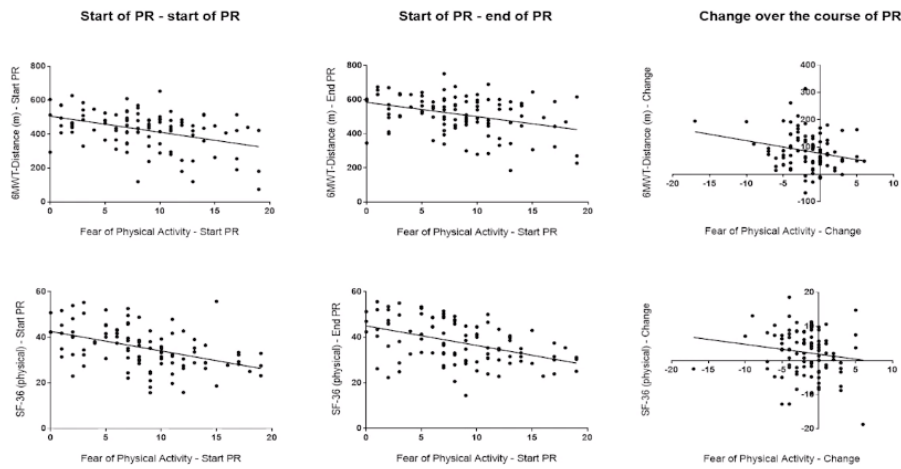 Start of PR - start of PR
Start of PR - end of PR
Change over the course of PR
6MWT-Distance (m) - Start PR
800
600
400
200
0
0 5 10 15 20
Fear of Physical Activity - Start PR
6MWT-Distance (m) - End PR
800
600
400
200
0
0 5 10 15 20
Fear of Physical Activity - Start PR
6MWT-Distance (m) - Change
400
300
200
100
-100
-20 -15 -10 -5 5 10
Fear of Physical Activity - Change
SF-36 (physical) - Start PR
60
40
20
0
0 5 10 15 20
Fear of Physical Activity - Start PR
SF-36 (physical) - End PR
60
40
20
0
0 5 10 15 20
Fear of Physical Activity - Start PR
SF-36 (physical) - Change
20
10
-10
-20
-20 -15 -10 -5 5 10
Fear of Physical Activity - Change